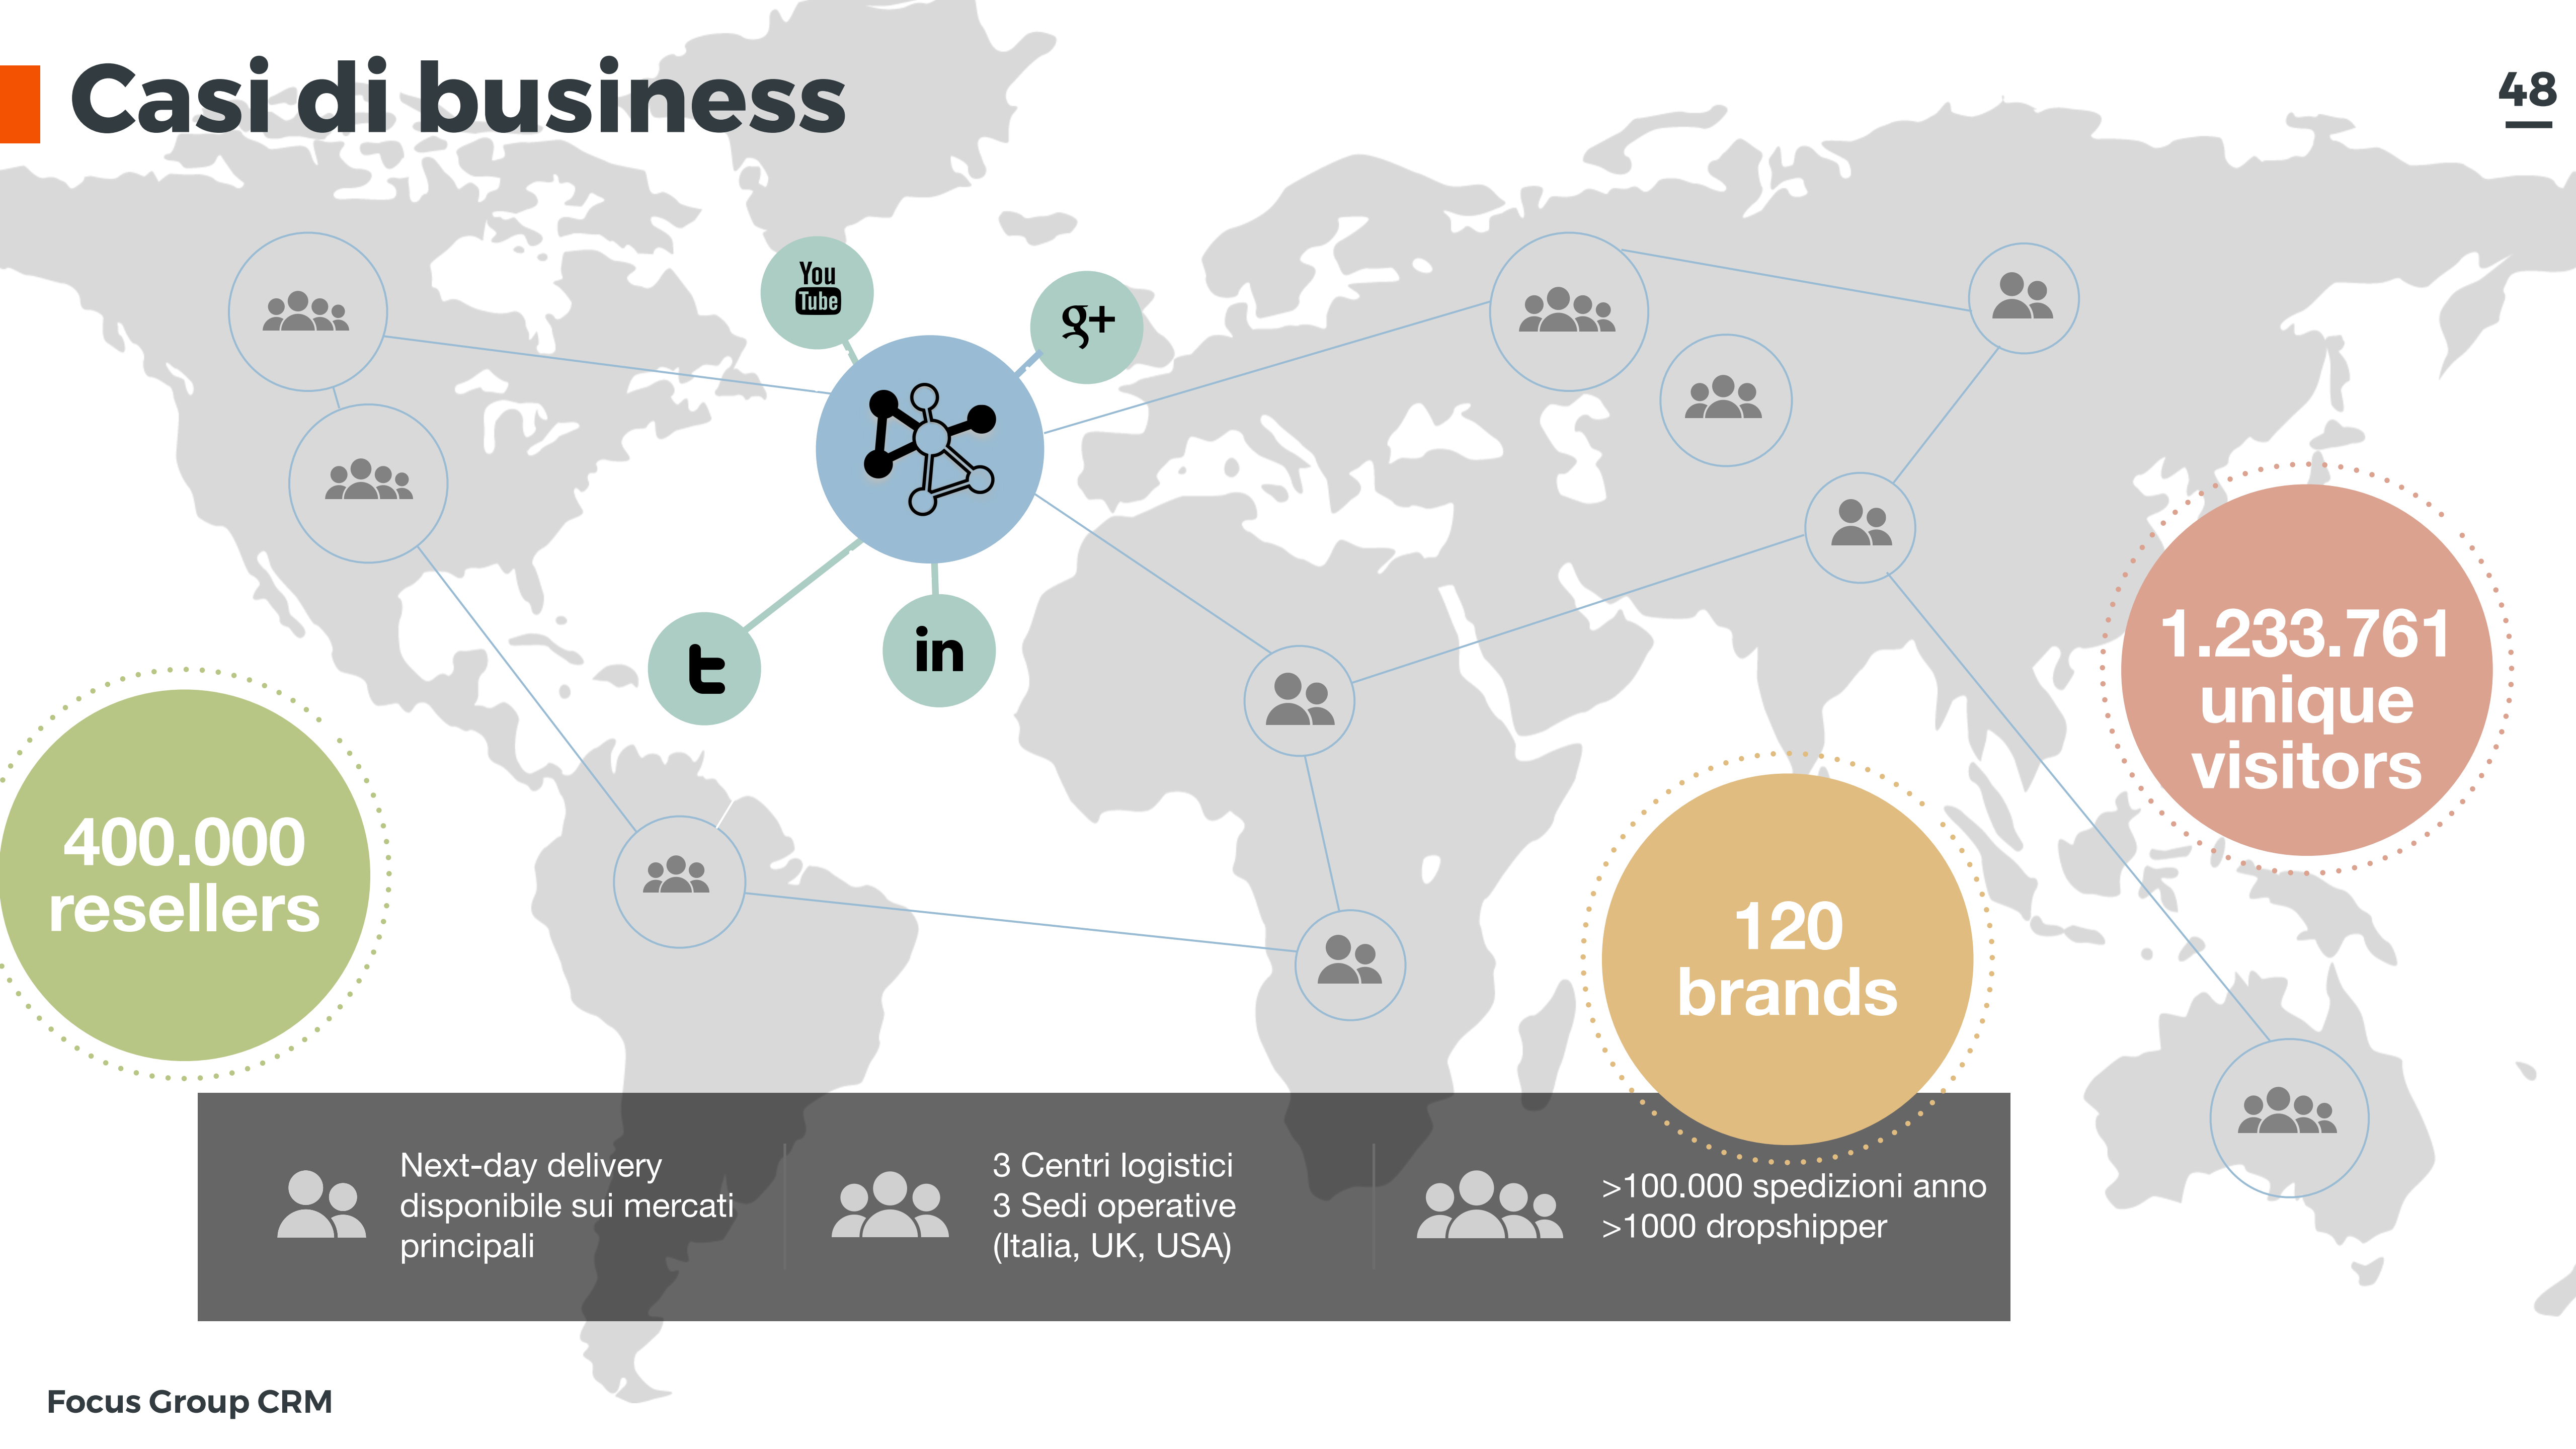 Casi di business
48
You
Tube
g+
t
in
1.233.761
unique
visitors
400.000
resellers
120
brands
Next-day delivery
disponibile sui mercati
principali
3 Centri logistici
3 Sedi operative
(Italia, UK, USA)
>100.000 spedizioni anno
>1000 dropshipper
Focus Group CRM